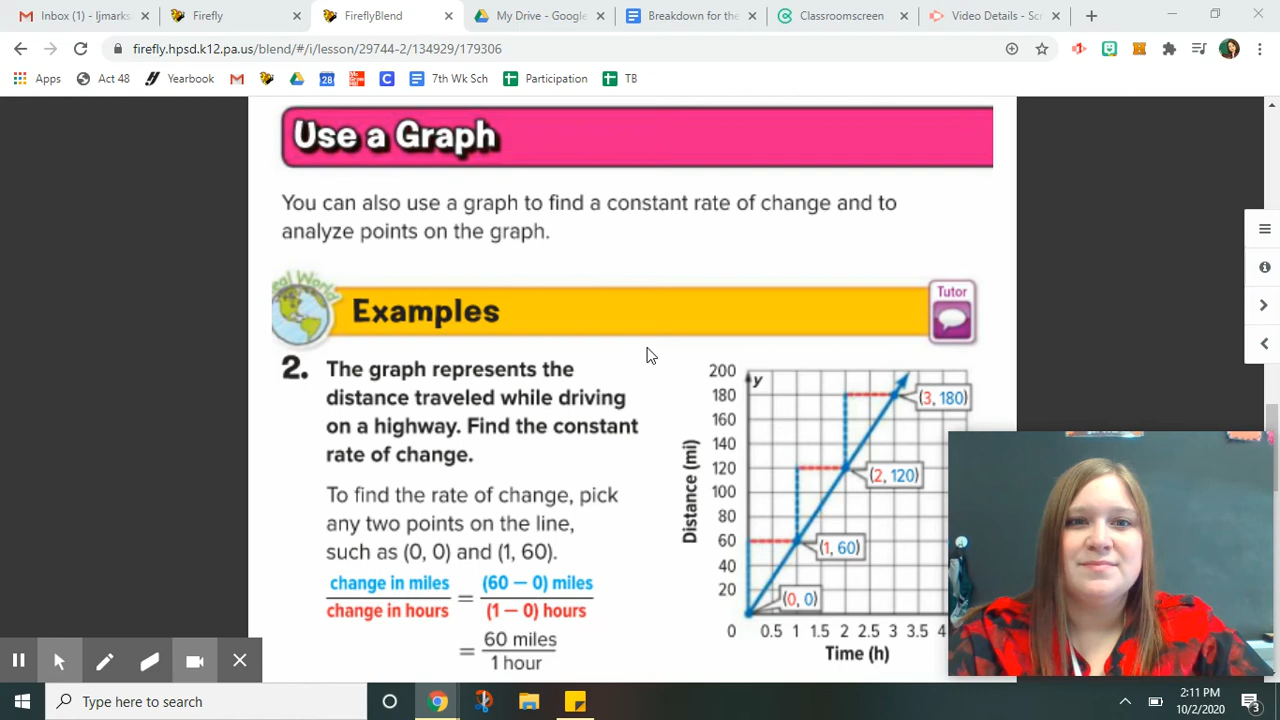 Inbox (1) - ljmarks
Firefly
FireflyBlend
My Drive - Google
Breakdown for the
Classroomscreen
Video Details - Scr
firefly.hpsd.k12.pa.us/blend/#/i/lesson/29744-2/134929/179306
Apps
Act 48
Yearbook
28
7th Wk Sch
Participation
TB
Use a Graph
You can also use a graph to find a constant rate of change and to
analyze points on the graph.
Examples
Tutor
2. The graph represents the
distance traveled while driving
on a highway. Find the constant
rate of change.
To find the rate of change, pick
any two points on the line,
such as (0, 0) and (1, 60).
change in miles = (60 − 0) miles
change in hours (1 − 0) hours
= 60 miles
1 hour
y
200
180
160
140
120
100
80
60
40
20
0 0.5 1 1.5 2 2.5 3 3.5 4
Distance (mi)
Time (h)
(3, 180)
(2, 120)
(1, 60)
(0, 0)
Type here to search
2:11 PM
10/2/2020
3